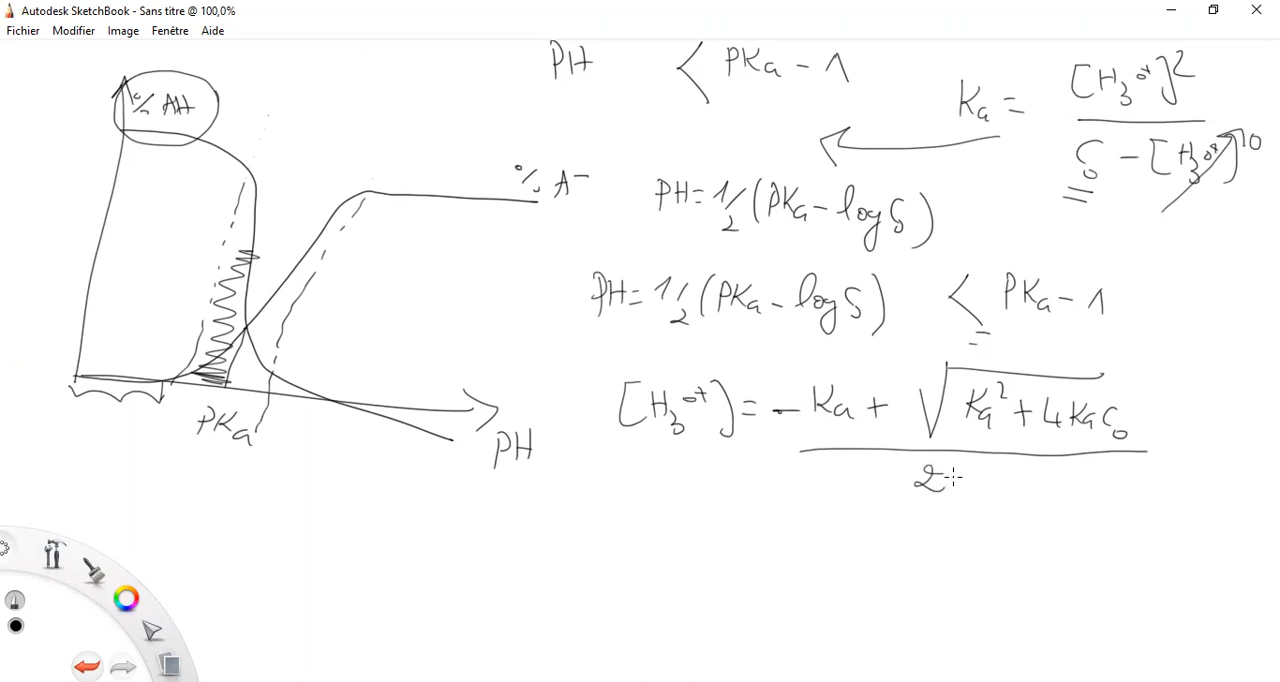 Autodesk SketchBook - Sans titre @ 100,0%
Fichier Modifier Image Fenêtre Aide
% AH
% A-
PKa
PH
PH < PKa - 1
Ka = [H3O+]² / C0 - [H3O+] 0
PH = 1/2 (PKa - log C0)
PH = 1/2 (PKa - log C0) < PKa - 1
[H3O+] = - Ka + √Ka² + 4KaC0 / 2